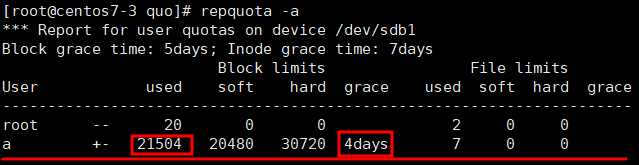 [root@centos7-3 quo]# repquota -a
*** Report for user quotas on device /dev/sdb1
Block grace time: 5days; Inode grace time: 7days
                        Block limits                File limits
User            used    soft    hard  grace    used  soft  hard  grace
----------------------------------------------------------------------
root      --      20       0       0              2     0     0
a         +-   21504   20480   30720  4days       7     0     0